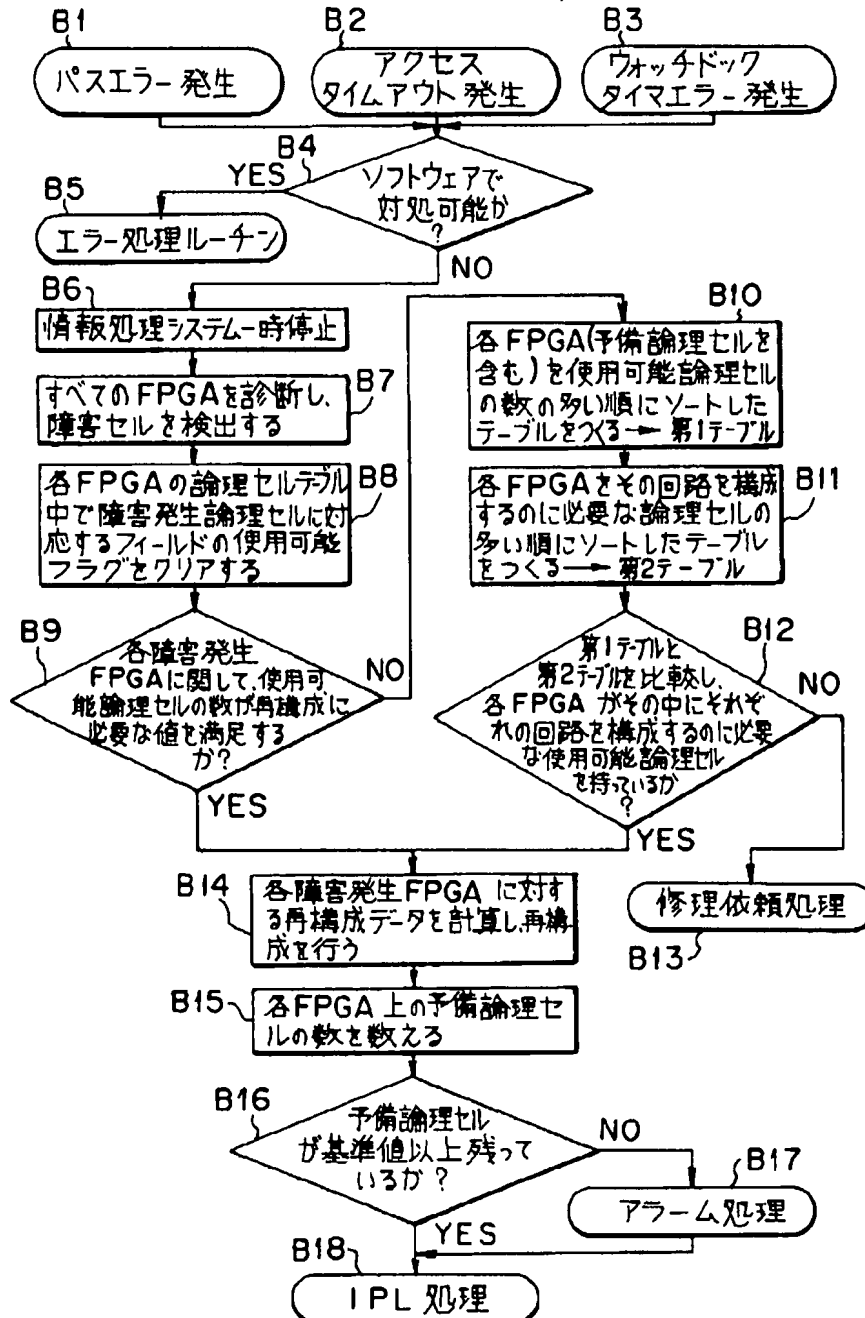 B1
パスエラー発生
B2
アクセス
タイムアウト発生
B3
ウォッチドック
タイマエラー発生
B4
ソフトウェアで
対処可能か
?
YES
NO
B5
エラー処理ルーチン
B6
情報処理システム一時停止
B7
すべてのFPGAを診断し、
障害セルを検出する
B8
各FPGAの論理セルテーブル
中で障害発生論理セルに対
応するフィールドの使用可能
フラグをクリアする
B9
各障害発生
FPGAに関して、使用可
能論理セルの数が再構成に
必要な値を満足する
か?
NO
YES
B10
各FPGA(予備論理セルを
含む)を使用可能論理セル
の数の多い順にソートした
テーブルをつくる→第1テーブル
B11
各FPGAをその回路を構成
するのに必要な論理セルの
多い順にソートしたテーブル
をつくる→第2テーブル
B12
第1テーブルと
第2テーブルを比較し、
各FPGAがその中にそれぞ
れの回路を構成するのに必要
な使用可能論理セル
を持っているか
?
NO
YES
修理依頼処理
B13
B14
各障害発生FPGAに対す
る再構成データを計算し、再構
成を行う
B15
各FPGA上の予備論理セ
ルの数を数える
B16
予備論理セル
が基準値以上残って
いるか?
NO
YES
B17
アラーム処理
B18
IPL処理